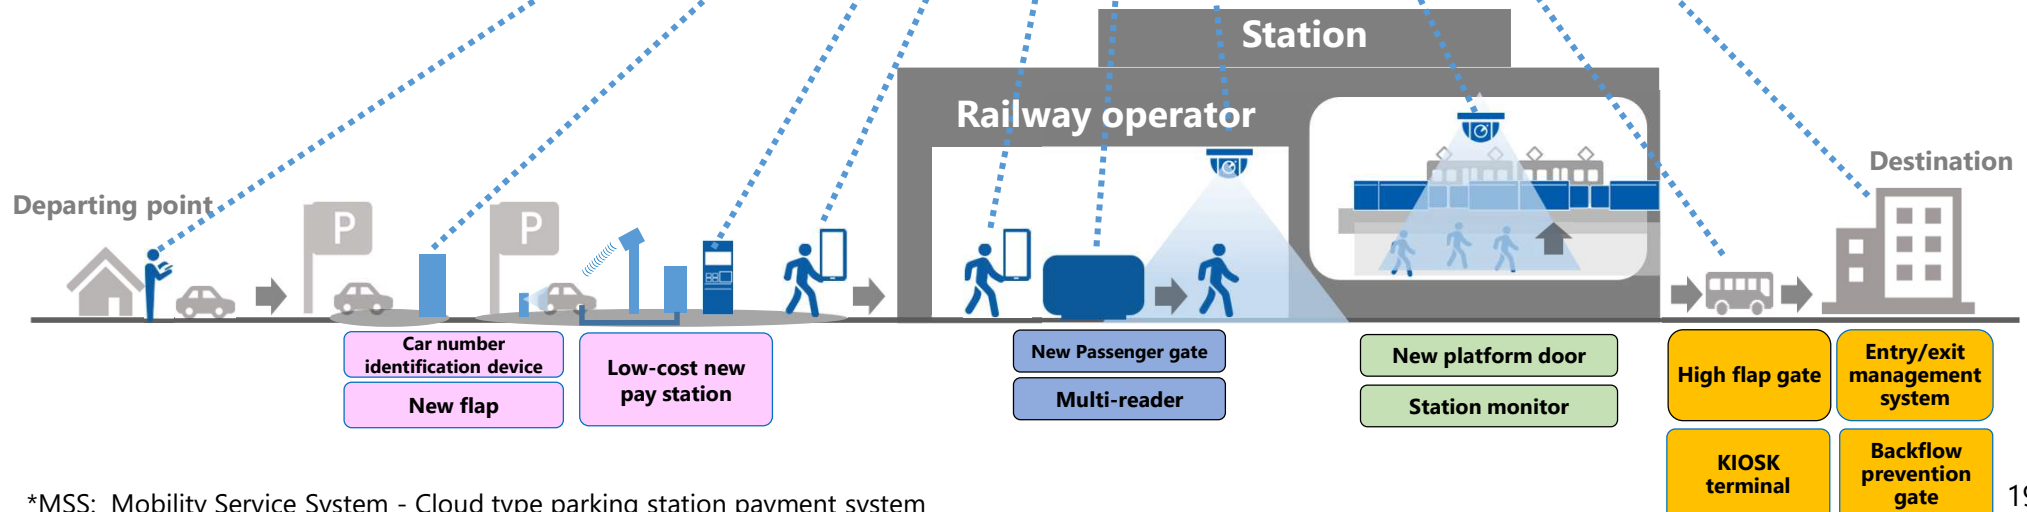 Station
Railway operator
Destination
Departing point
P
P
Car number
identification device
New flap
Low-cost new
pay station
New Passenger gate
Multi-reader
New platform door
Station monitor
High flap gate
Entry/exit
management
system
KIOSK
terminal
Backflow
prevention
gate
*MSS: Mobility Service System - Cloud type parking station payment system